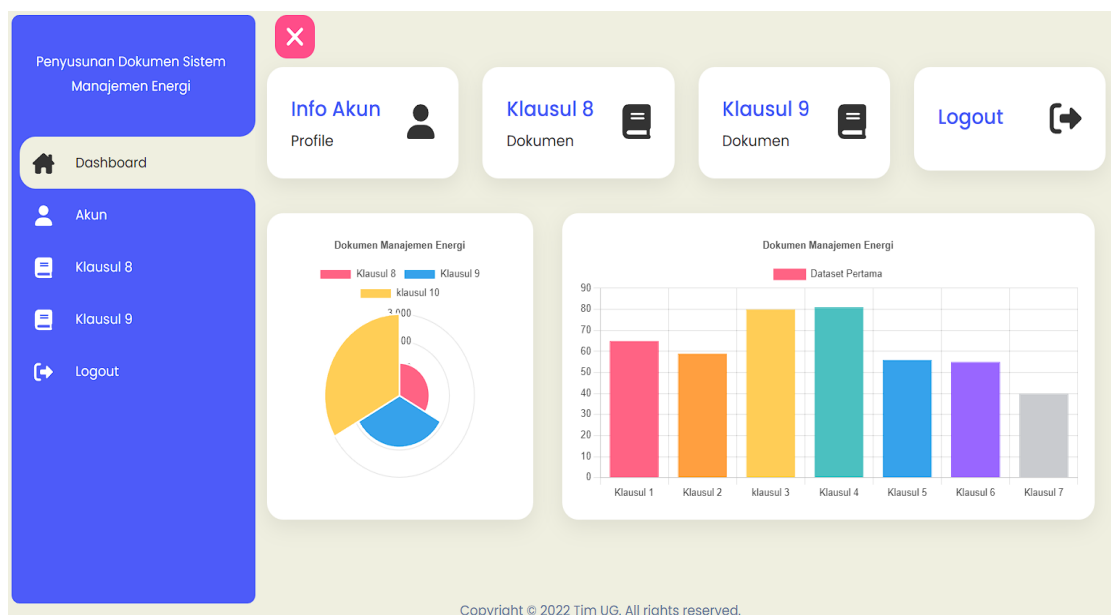 Penyusunan Dokumen Sistem
Manajemen Energi
Dashboard
Akun
Klausul 8
Klausul 9
Logout
Info Akun
Profile
Klausul 8
Dokumen
Klausul 9
Dokumen
Logout
Dokumen Manajemen Energi
Klausul 8 Klausul 9
klausul 10
3,000
Dokumen Manajemen Energi
Dataset Pertama
90
80
70
60
50
40
30
20
10
0
Klausul 1 Klausul 2 klausul 3 Klausul 4 Klausul 5 Klausul 6 Klausul 7
Copyright © 2022 Tim UG. All rights reserved.